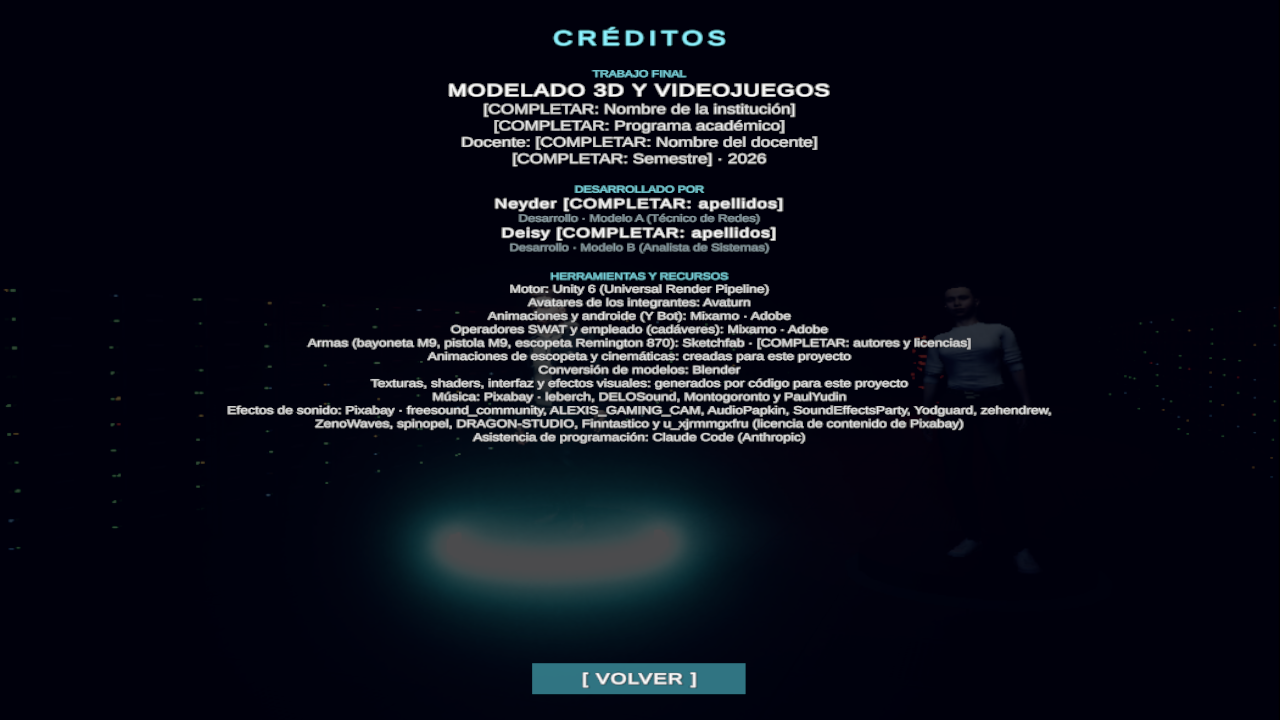 CRÉDITOS
TRABAJO FINAL
MODELADO 3D Y VIDEOJUEGOS
[COMPLETAR: Nombre de la institución]
[COMPLETAR: Programa académico]
Docente: [COMPLETAR: Nombre del docente]
[COMPLETAR: Semestre] · 2026
DESARROLLADO POR
Neyder [COMPLETAR: apellidos]
Desarrollo · Modelo A (Técnico de Redes)
Deisy [COMPLETAR: apellidos]
Desarrollo · Modelo B (Analista de Sistemas)
HERRAMIENTAS Y RECURSOS
Motor: Unity 6 (Universal Render Pipeline)
Avatares de los integrantes: Avaturn
Animaciones y androide (Y Bot): Mixamo · Adobe
Operadores SWAT y empleado (cadáveres): Mixamo · Adobe
Armas (bayoneta M9, pistola M9, escopeta Remington 870): Sketchfab · [COMPLETAR: autores y licencias]
Animaciones de escopeta y cinemáticas: creadas para este proyecto
Conversión de modelos: Blender
Texturas, shaders, interfaz y efectos visuales: generados por código para este proyecto
Música: Pixabay · leberch, DELOSound, Montogoronto y PaulYudin
Efectos de sonido: Pixabay · freesound_community, ALEXIS_GAMING_CAM, AudioPapkin, SoundEffectsParty, Yodguard, zehendrew,
ZenoWaves, spinopel, DRAGON-STUDIO, Finntastico y u_xjrmmgxfru (licencia de contenido de Pixabay)
Asistencia de programación: Claude Code (Anthropic)
[ VOLVER ]